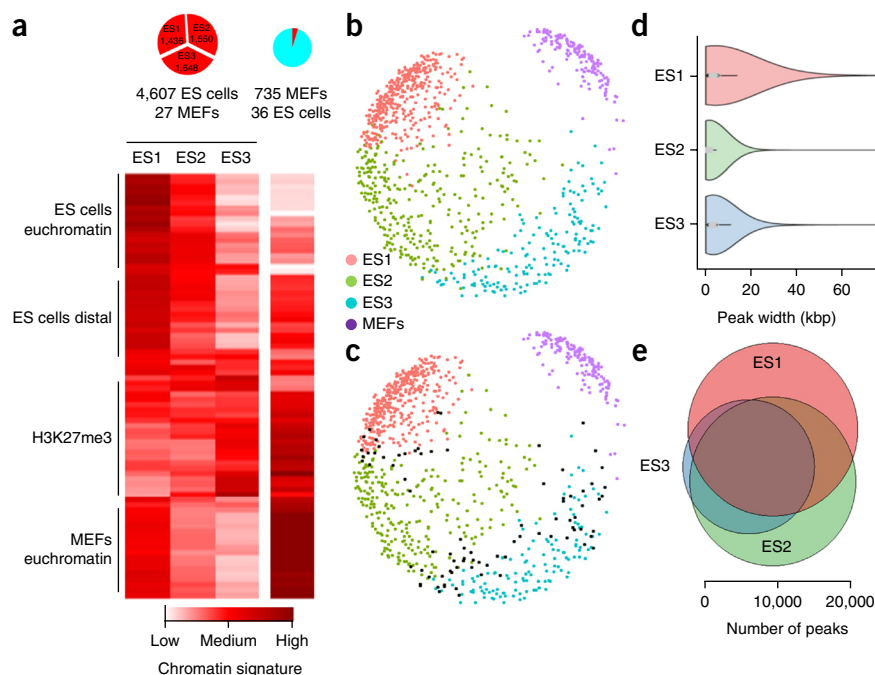 a
ES1
1,436
ES2
1,550
ES3
1,548
4,607 ES cells
27 MEFs
735 MEFs
36 ES cells
ES1 ES2 ES3
ES cells
euchromatin
ES cells distal
H3K27me3
MEFs
euchromatin
Low Medium High
Chromatin signature
b
ES1
ES2
ES3
MEFs
c
d
ES1
ES2
ES3
0 20 40 60
Peak width (kbp)
e
ES1
ES3
ES2
0 10,000 20,000
Number of peaks